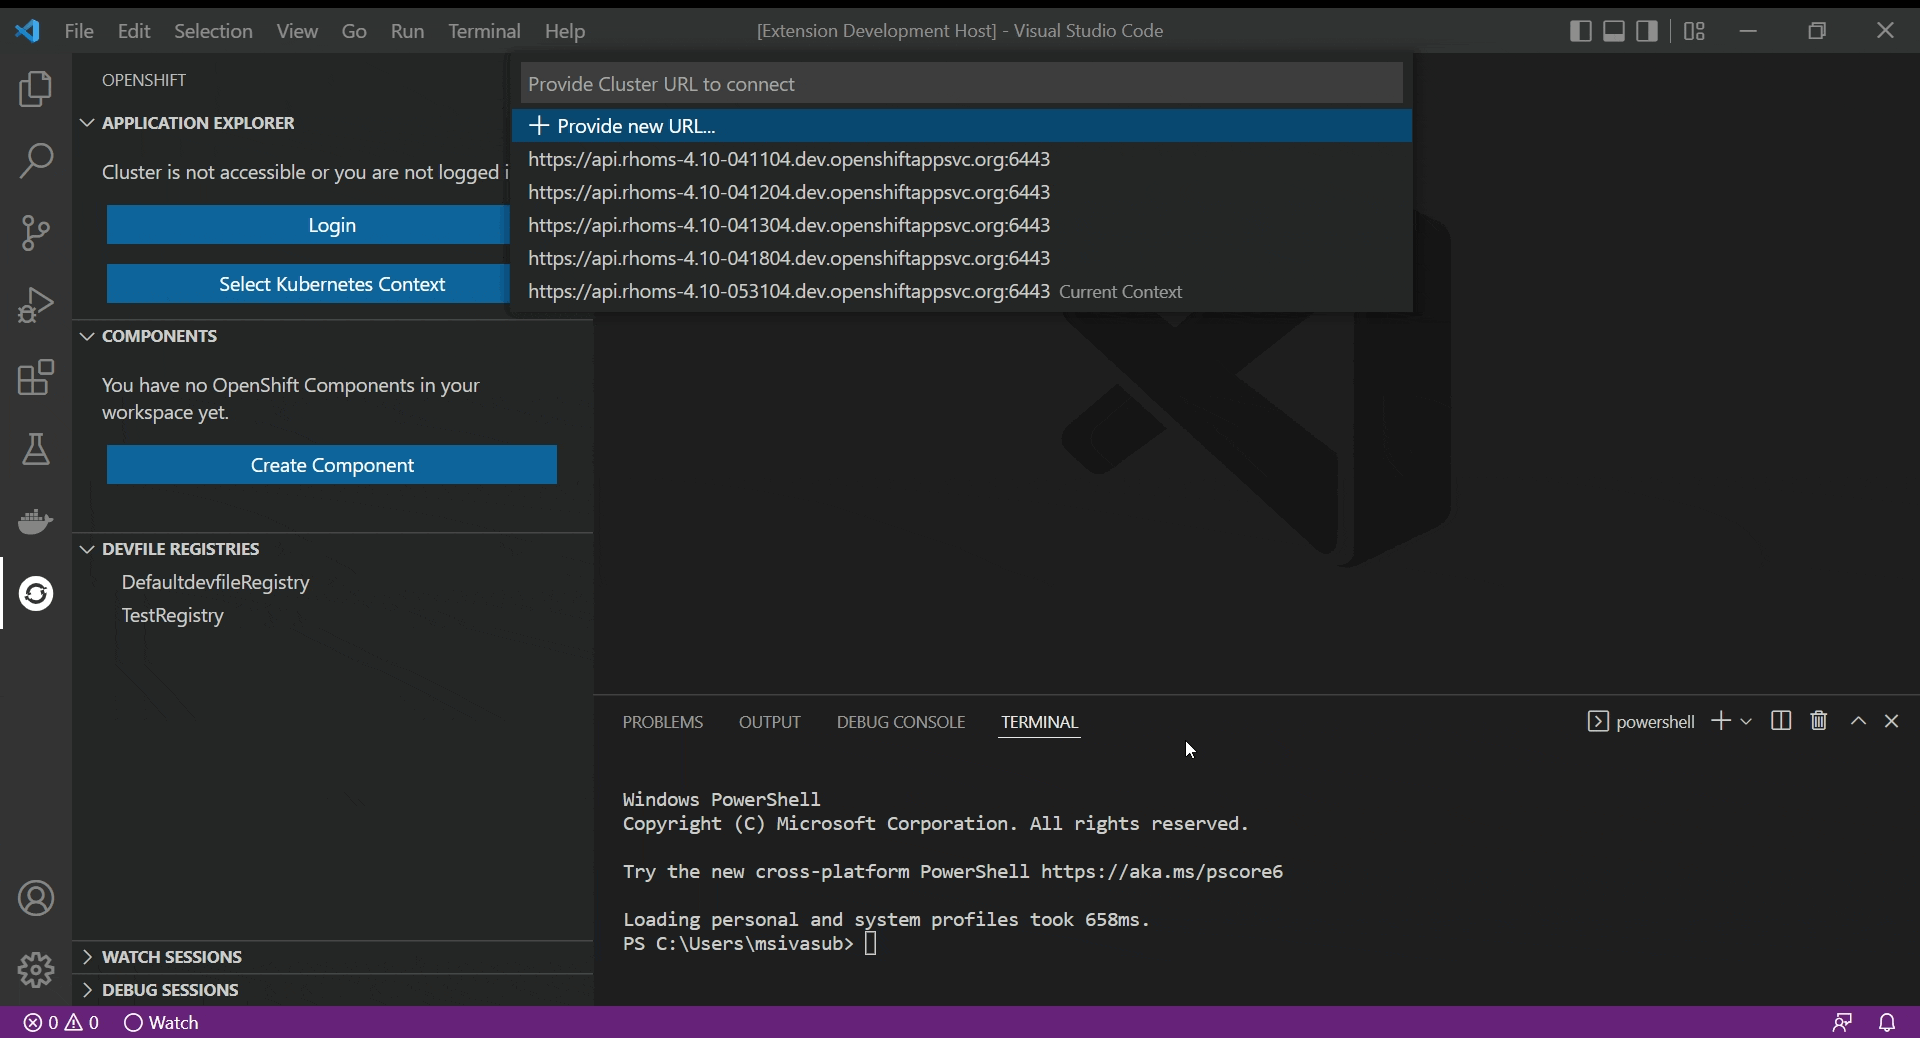 File Edit Selection View Go Run Terminal Help
[Extension Development Host] - Visual Studio Code
OPENSHIFT
APPLICATION EXPLORER
Cluster is not accessible or you are not logged i
Login
Select Kubernetes Context
Provide Cluster URL to connect
+ Provide new URL...
https://api.rhoms-4.10-041104.dev.openshiftappsvc.org:6443
https://api.rhoms-4.10-041204.dev.openshiftappsvc.org:6443
https://api.rhoms-4.10-041304.dev.openshiftappsvc.org:6443
https://api.rhoms-4.10-041804.dev.openshiftappsvc.org:6443
https://api.rhoms-4.10-053104.dev.openshiftappsvc.org:6443 Current Context
COMPONENTS
You have no OpenShift Components in your
workspace yet.
Create Component
DEVFILE REGISTRIES
DefaultdevfileRegistry
TestRegistry
WATCH SESSIONS
DEBUG SESSIONS
PROBLEMS OUTPUT DEBUG CONSOLE TERMINAL
powershell
Windows PowerShell
Copyright (C) Microsoft Corporation. All rights reserved.
Try the new cross-platform PowerShell https://aka.ms/pscore6
Loading personal and system profiles took 658ms.
PS C:\Users\msivasub>
0 0 Watch